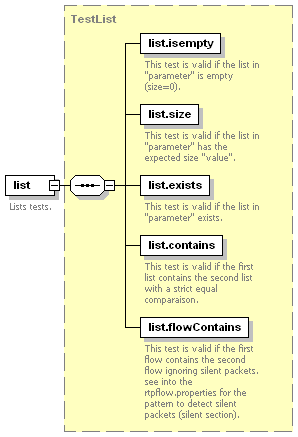 TestList
list.isempty
This test is valid if the list in
"parameter" is empty
(size=0).
list.size
This test is valid if the list in
"parameter" has the
expected size "value".
list
Lists tests.
list.exists
This test is valid if the list in
"parameter" exists.
list.contains
This test is valid if the first
list contains the second list
with a strict equal
comparaison.
list.flowContains
This test is valid if the first
flow contains the second
flow ignoring silent packets.
see into the
rtpflow.properties for the
pattern to detect silent
packets (silent section).